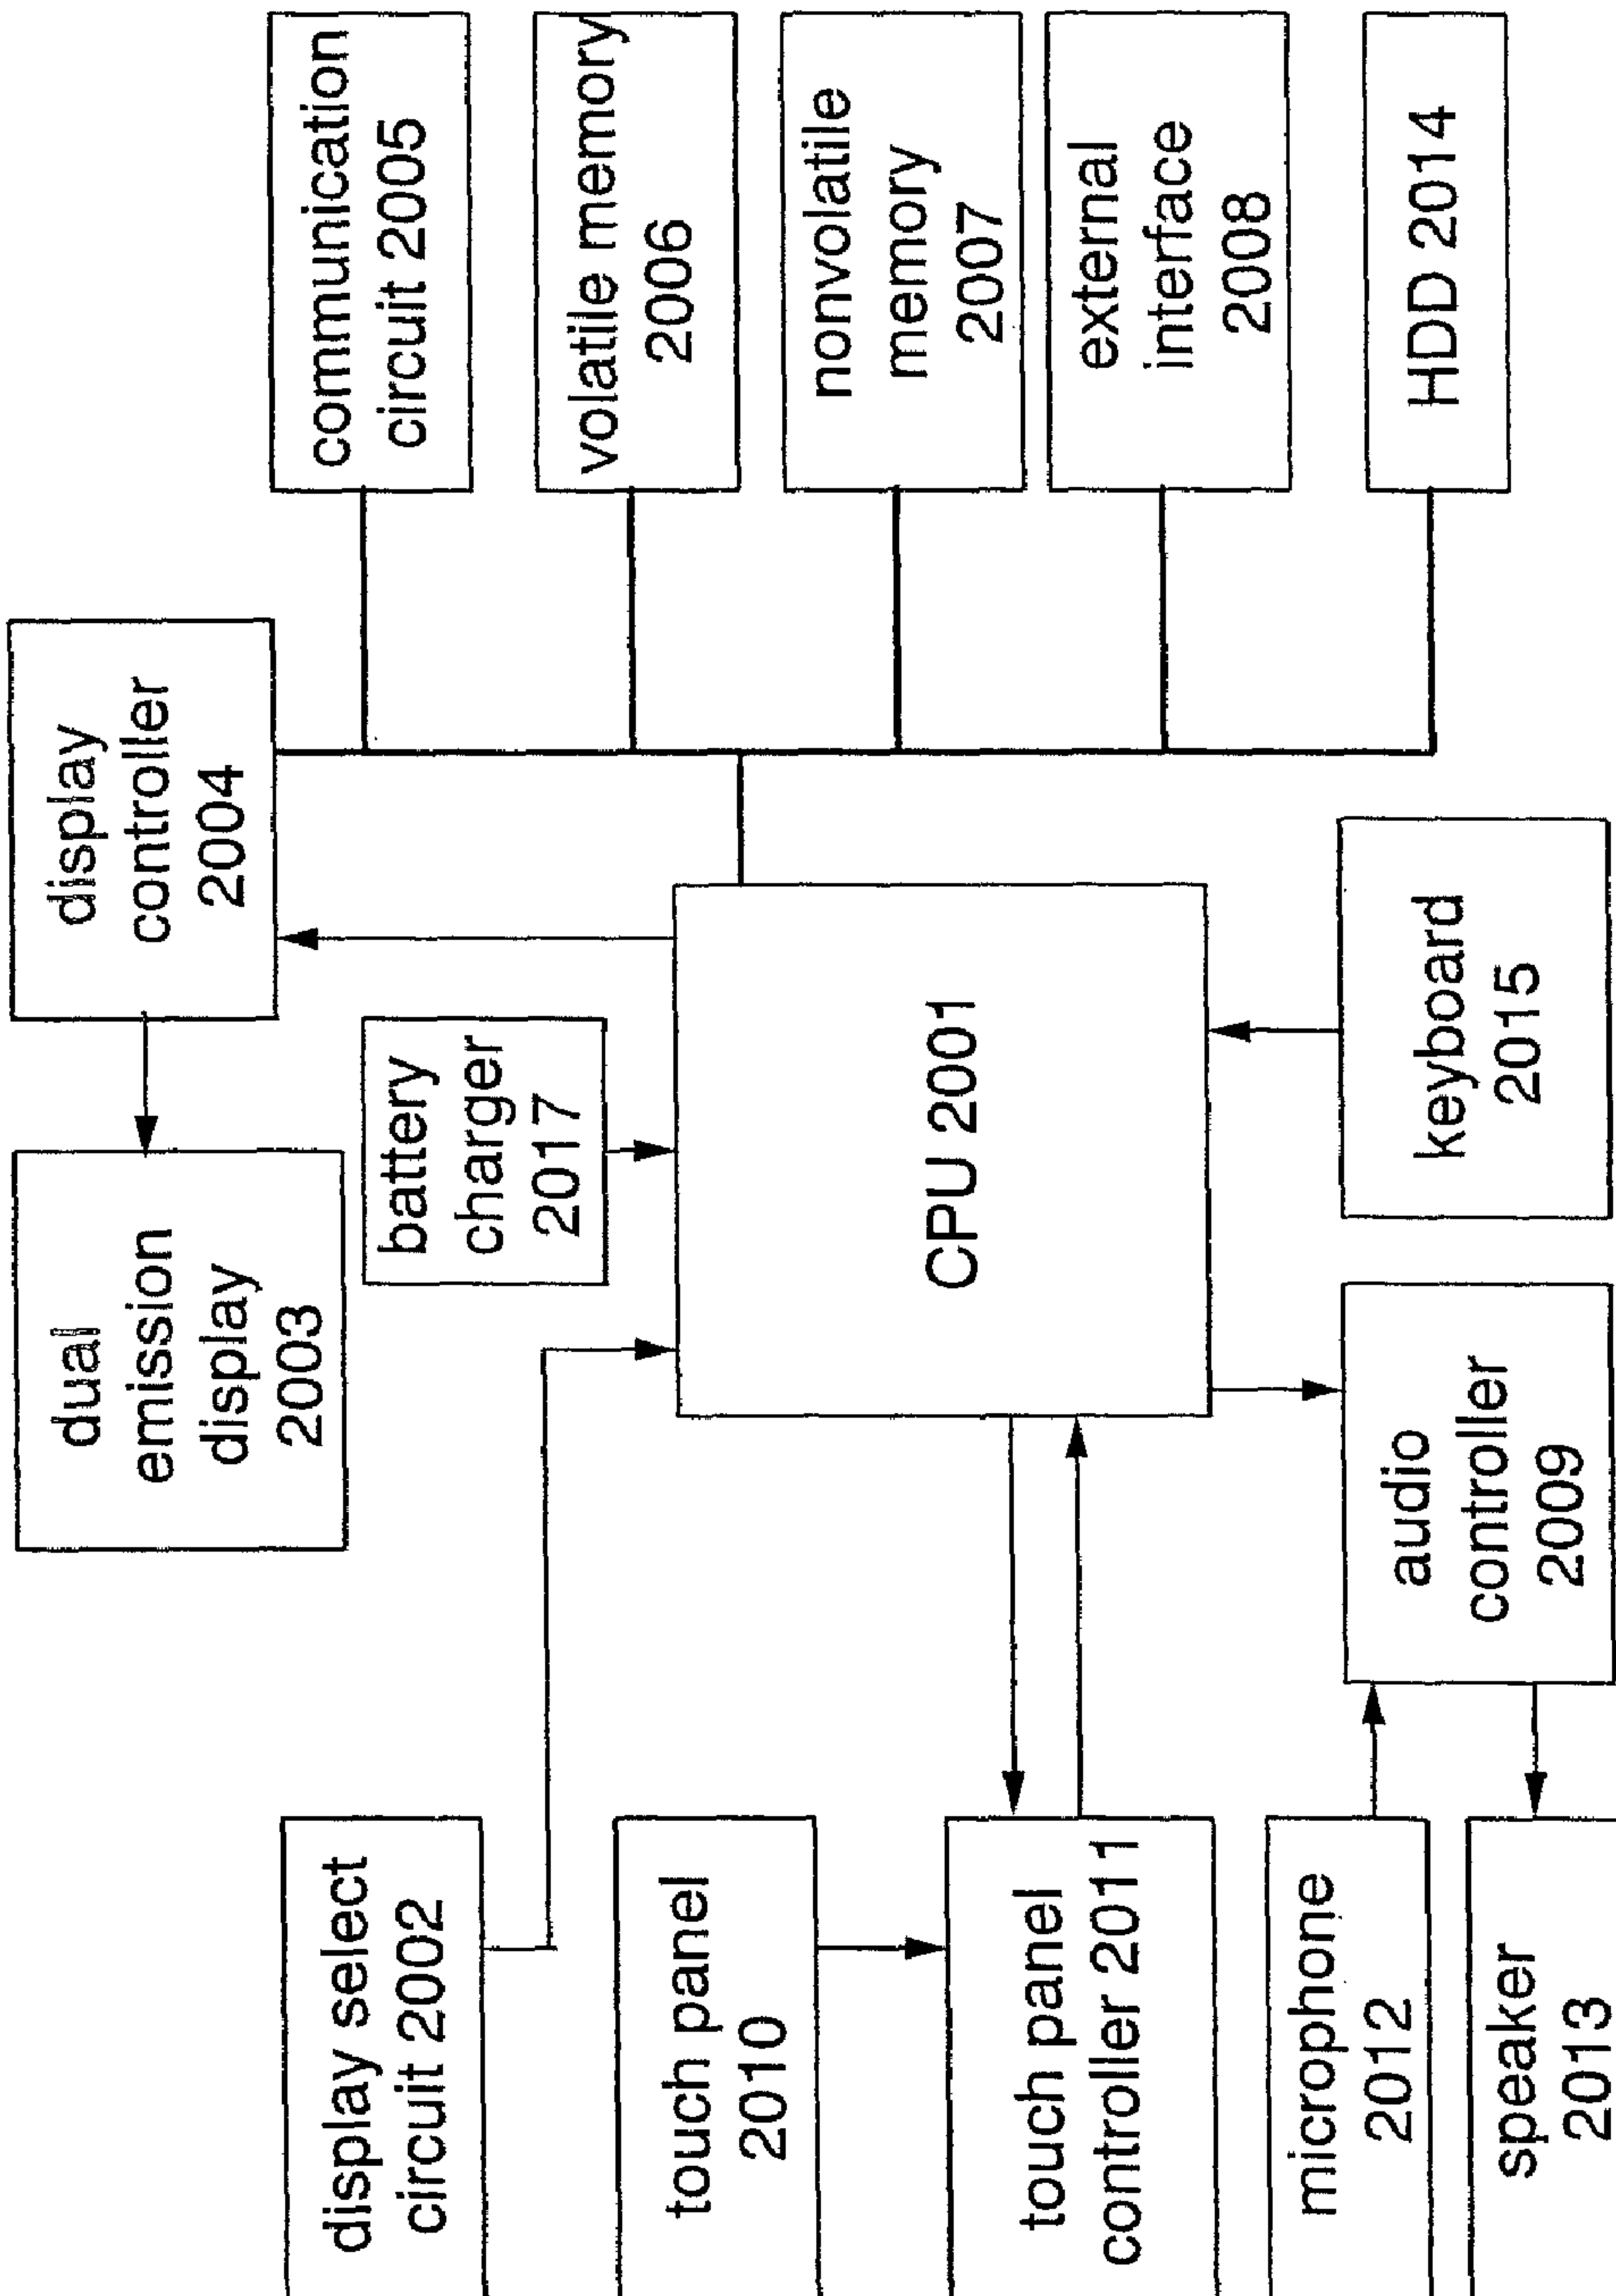 display select
circuit 2002
touch panel
2010
touch panel
controller 2011
microphone
2012
speaker
2013
dual
emission
display
2003
display
controller
2004
battery
charger
2017
CPU 2001
audio
controller
2009
keyboard
2015
communication
circuit 2005
volatile memory
2006
nonvolatile
memory
2007
external
interface
2008
HDD 2014